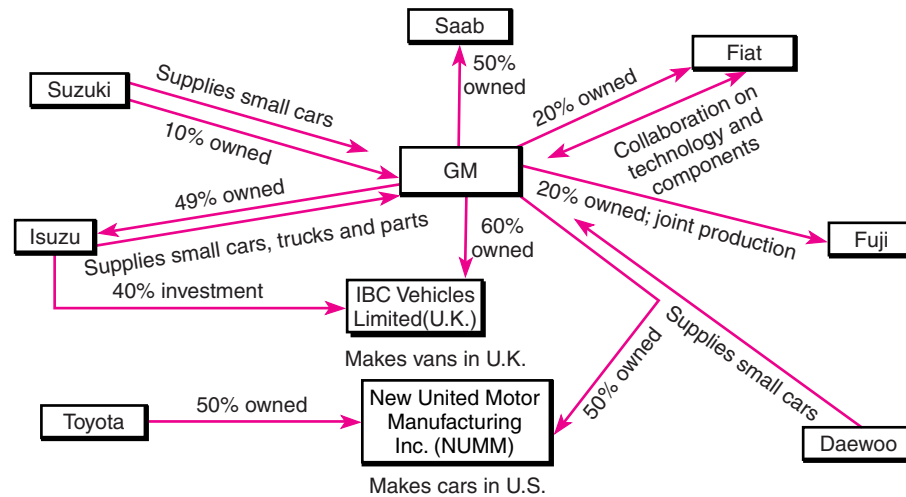 Saab
Fiat
Suzuki
Supplies small cars
10% owned
50%
owned
20% owned
Collaboration on
technology and
components
GM
49% owned
Isuzu
Supplies small cars, trucks and parts
60%
owned
20% owned; joint production
Fuji
40% investment
IBC Vehicles
Limited(U.K.)
Makes vans in U.K.
Supplies small cars
50% owned
Toyota
50% owned
New United Motor
Manufacturing
Inc. (NUMM)
Daewoo
Makes cars in U.S.